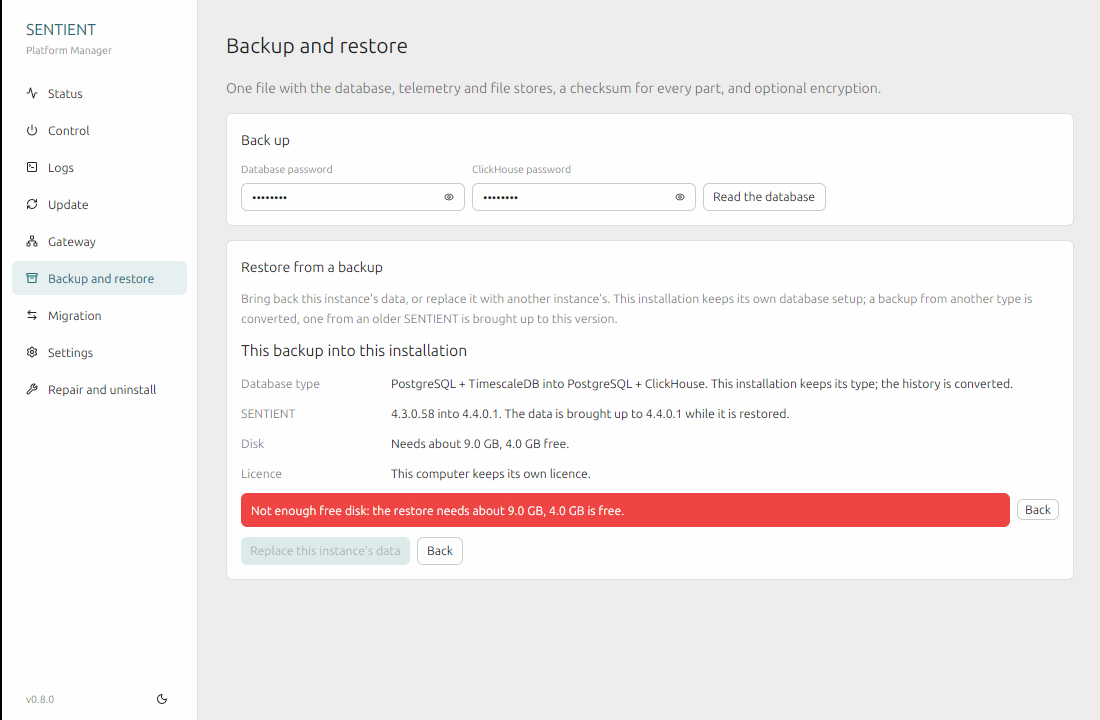 SENTIENT
Platform Manager
Status
Control
Logs
Update
Gateway
Backup and restore
Migration
Settings
Repair and uninstall
v0.8.0
Backup and restore
One file with the database, telemetry and file stores, a checksum for every part, and optional encryption.
Back up
Database password
ClickHouse password
••••••••
••••••••
Read the database
Restore from a backup
Bring back this instance's data, or replace it with another instance's. This installation keeps its own database setup; a backup from another type is
converted, one from an older SENTIENT is brought up to this version.
This backup into this installation
Database type
PostgreSQL + TimescaleDB into PostgreSQL + ClickHouse. This installation keeps its type; the history is converted.
SENTIENT
4.3.0.58 into 4.4.0.1. The data is brought up to 4.4.0.1 while it is restored.
Disk
Needs about 9.0 GB, 4.0 GB free.
Licence
This computer keeps its own licence.
Not enough free disk: the restore needs about 9.0 GB, 4.0 GB is free.
Back
Replace this instance's data
Back